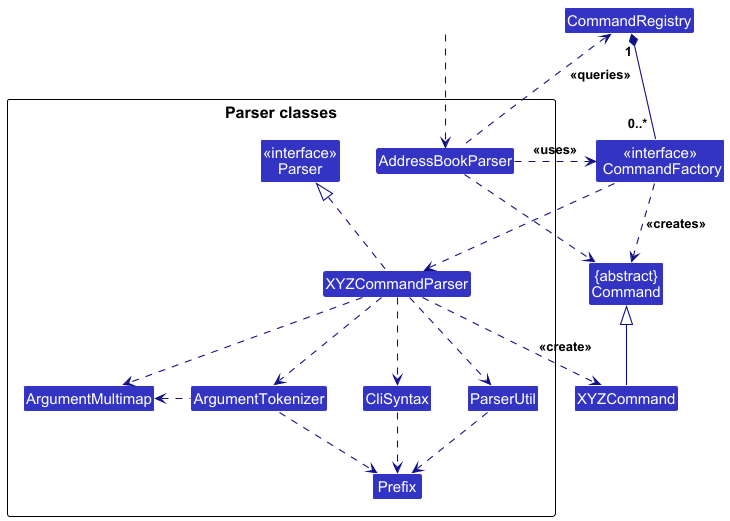 CommandRegistry
1
«queries»
Parser classes
0..*
«interface»
Parser
AddressBookParser
«uses»
«interface»
CommandFactory
«creates»
XYZCommandParser
{abstract}
Command
«create»
ArgumentMultimap
ArgumentTokenizer
CliSyntax
ParserUtil
XYZCommand
Prefix